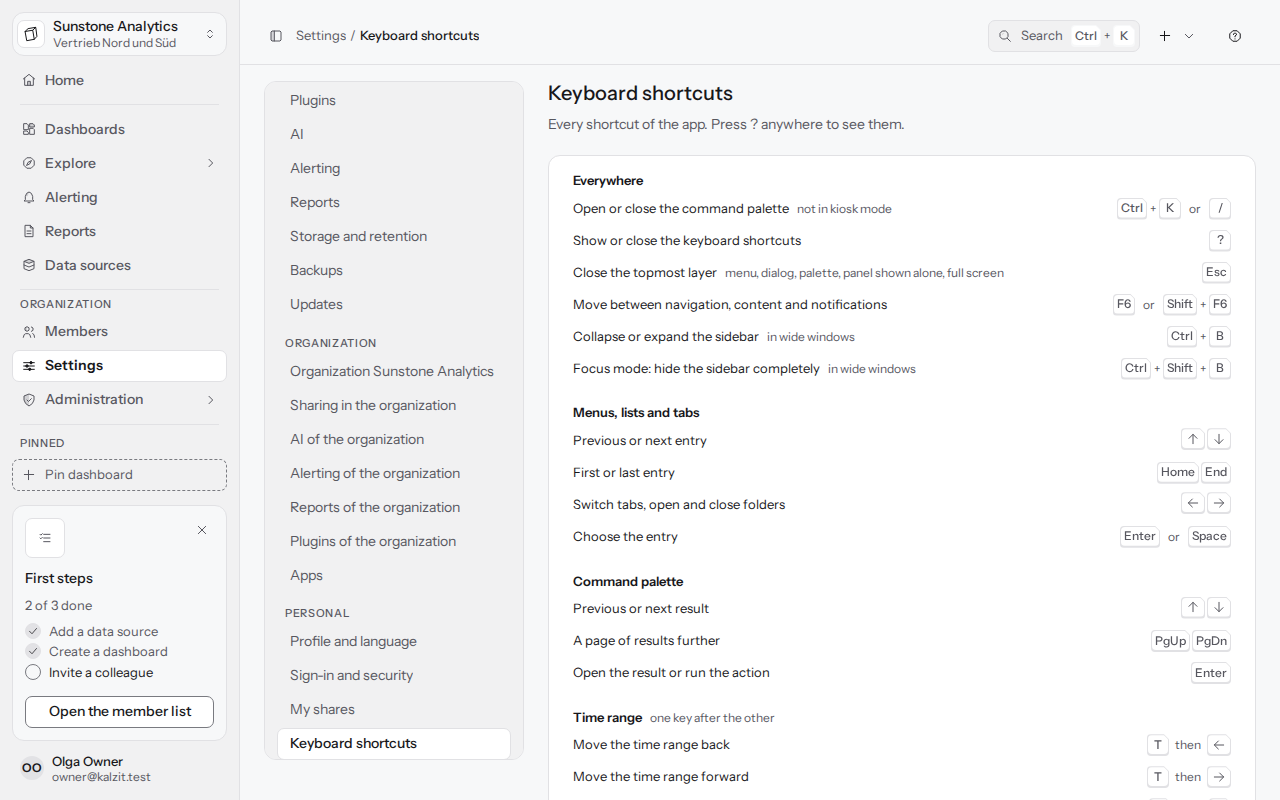 Sunstone Analytics
Vertrieb Nord und Süd
Home
Dashboards
Explore
Alerting
Reports
Data sources
ORGANIZATION
Members
Settings
Administration
PINNED
Pin dashboard
First steps
2 of 3 done
Add a data source
Create a dashboard
Invite a colleague
Open the member list
OO
Olga Owner
owner@kalzit.test
Settings / Keyboard shortcuts
Search Ctrl + K
Plugins
AI
Alerting
Reports
Storage and retention
Backups
Updates
ORGANIZATION
Organization Sunstone Analytics
Sharing in the organization
AI of the organization
Alerting of the organization
Reports of the organization
Plugins of the organization
Apps
PERSONAL
Profile and language
Sign-in and security
My shares
Keyboard shortcuts
Keyboard shortcuts
Every shortcut of the app. Press ? anywhere to see them.
Everywhere
Open or close the command palette not in kiosk mode Ctrl + K or /
Show or close the keyboard shortcuts ?
Close the topmost layer menu, dialog, palette, panel shown alone, full screen Esc
Move between navigation, content and notifications F6 or Shift + F6
Collapse or expand the sidebar in wide windows Ctrl + B
Focus mode: hide the sidebar completely in wide windows Ctrl + Shift + B
Menus, lists and tabs
Previous or next entry ↑ ↓
First or last entry Home End
Switch tabs, open and close folders ← →
Choose the entry Enter or Space
Command palette
Previous or next result ↑ ↓
A page of results further PgUp PgDn
Open the result or run the action Enter
Time range one key after the other
Move the time range back T then ←
Move the time range forward T then →